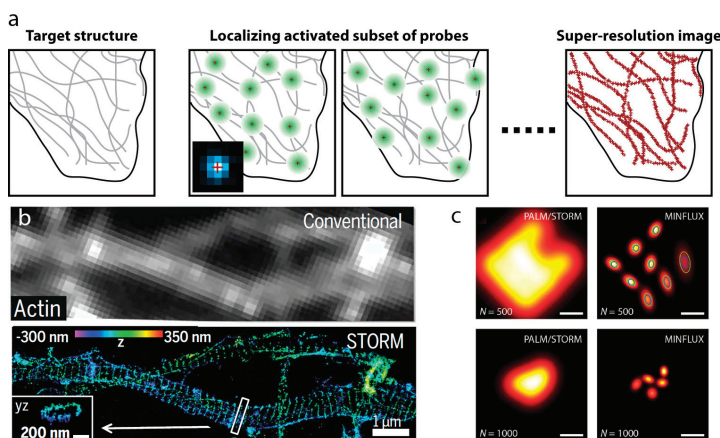 a
Target structure
Localizing activated subset of probes
Super-resolution image
b
Conventional
Actin
-300 nm
350 nm
z
STORM
yz
200 nm
1 μm
c
PALM/STORM
MINFLUX
N = 500
N = 500
PALM/STORM
MINFLUX
N = 1000
N = 1000